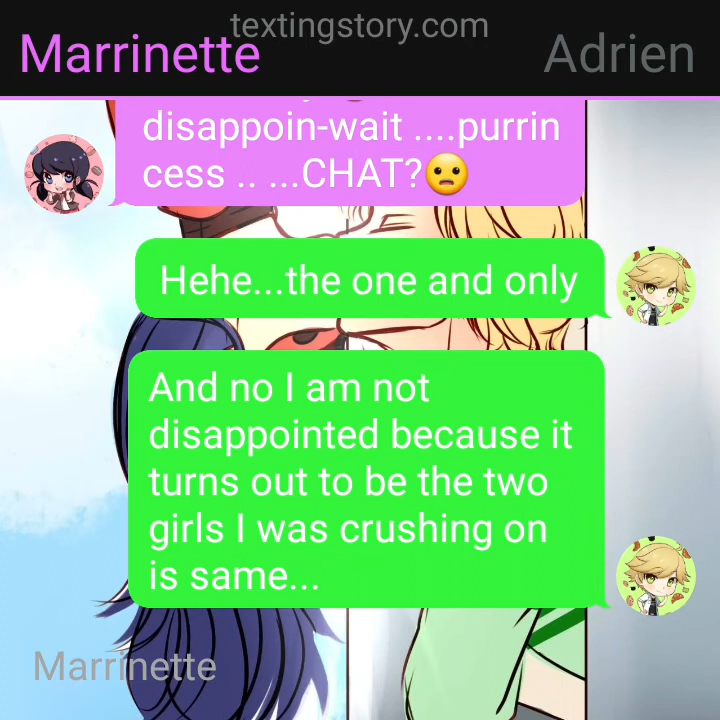 textingstory.com
Marrinette Adrien
disappoin-wait ....purrin
cess .. ...CHAT?😦
Hehe...the one and only
And no I am not
disappointed because it
turns out to be the two
girls I was crushing on
is same...
Marrinette